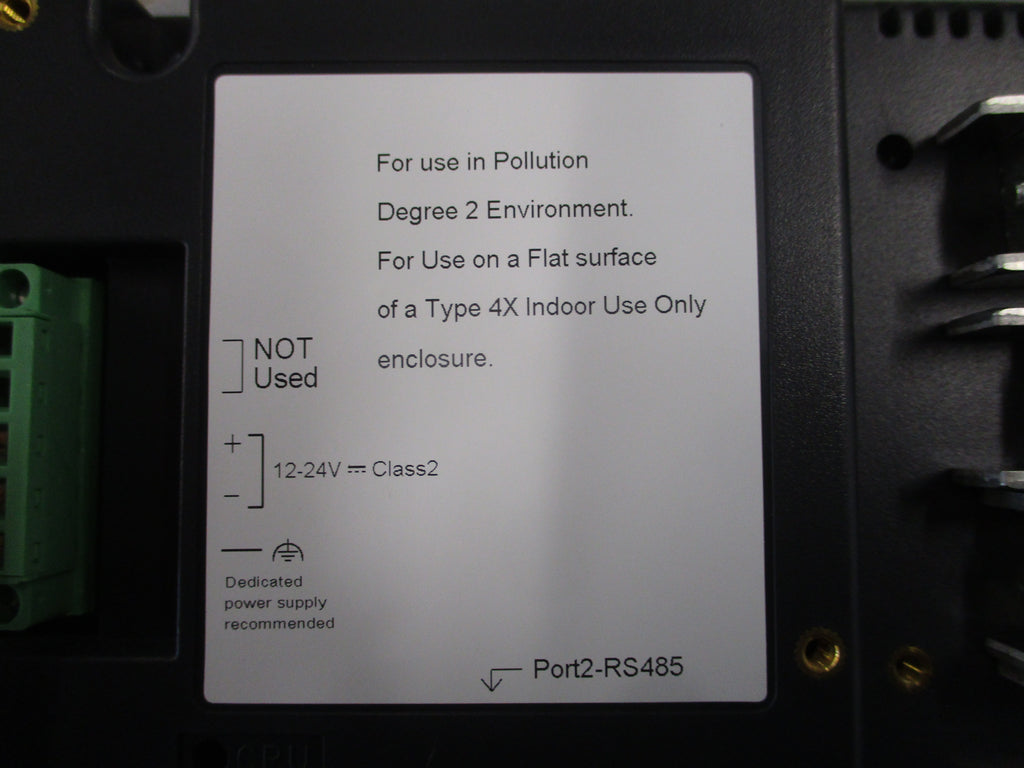 For use in Pollution
Degree 2 Environment.
For Use on a Flat surface
of a Type 4X Indoor Use Only
enclosure.
NOT
Used
+
12-24V ⎓ Class2
−
Dedicated
power supply
recommended
Port2-RS485
CPU